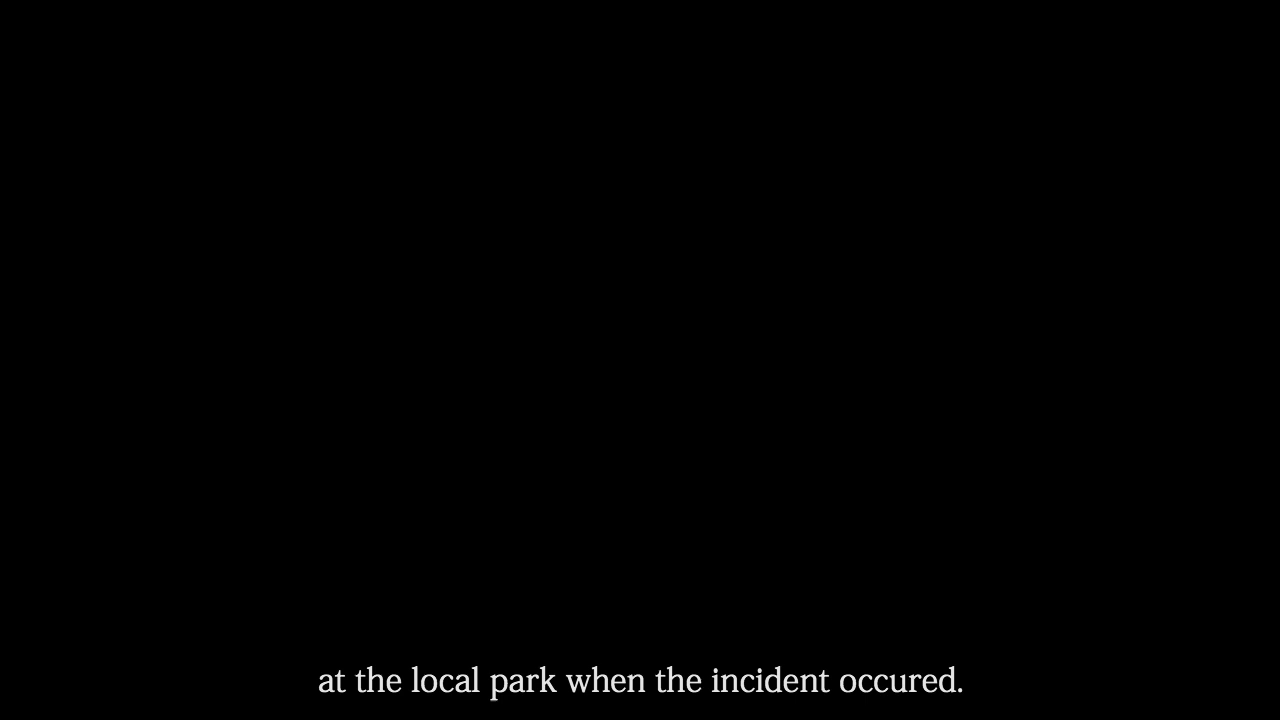 at the local park when the incident occured.